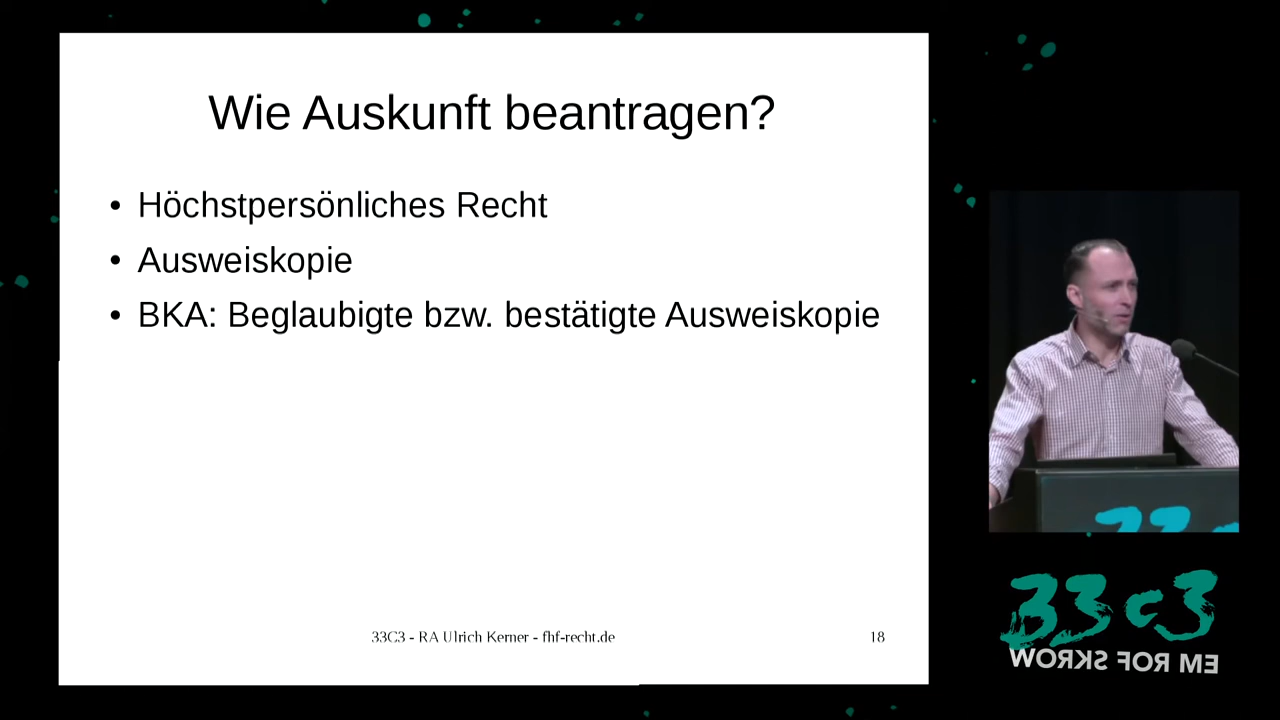 Wie Auskunft beantragen?
• Höchstpersönliches Recht
• Ausweiskopie
• BKA: Beglaubigte bzw. bestätigte Ausweiskopie
33C3 - RA Ulrich Kerner - fhf-recht.de
18
33c3
33c3
WORKS FOR ME